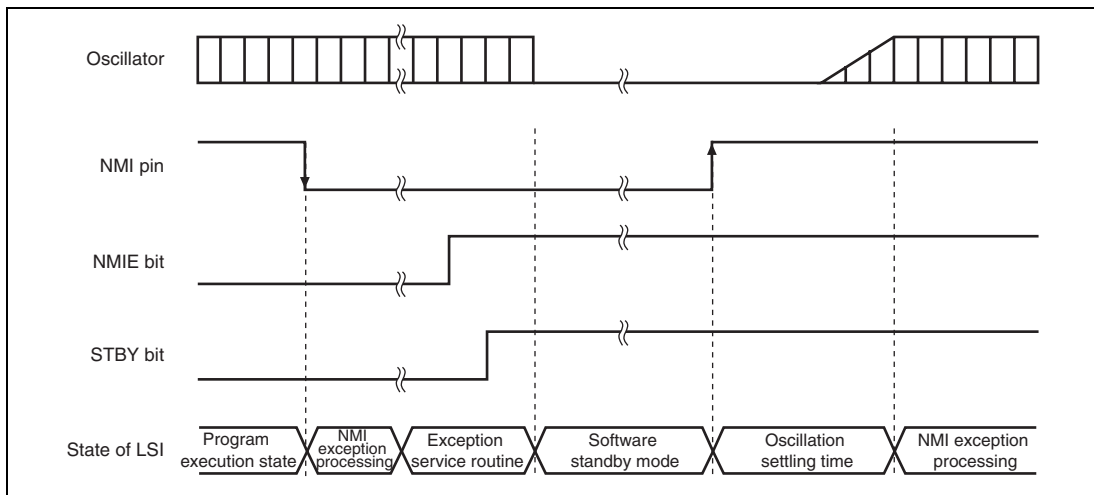 Oscillator
NMI pin
NMIE bit
STBY bit
State of LSI
Program
execution state
NMI
exception
processing
Exception
service routine
Software
standby mode
Oscillation
settling time
NMI exception
processing